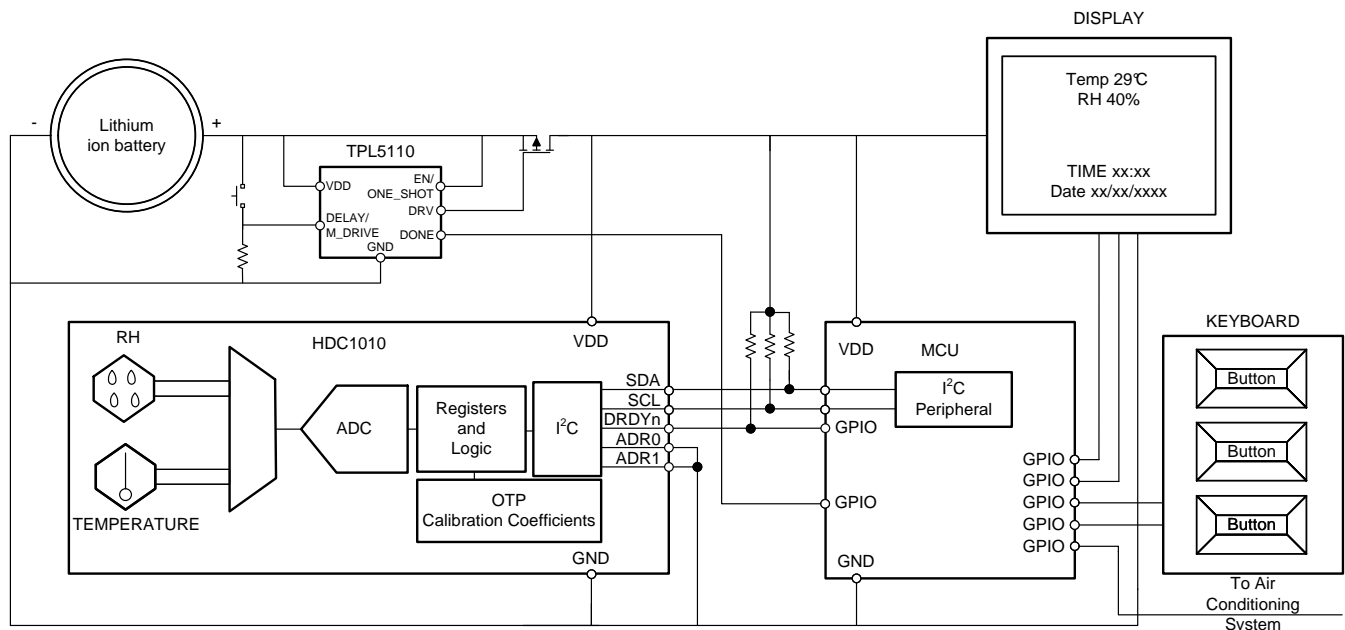 DISPLAY
Temp 29℃
RH 40%
TIME xx:xx
Date xx/xx/xxxx
-
+
Lithium
ion battery
TPL5110
VDD
EN/
ONE_SHOT
DRV
DELAY/
M_DRIVE
DONE
GND
RH
HDC1010
VDD
TEMPERATURE
ADC
Registers
and
Logic
I²C
OTP
Calibration Coefficients
SDA
SCL
DRDYn
ADR0
ADR1
GND
VDD
MCU
I²C
Peripheral
GPIO
GPIO
GND
GPIO
GPIO
GPIO
GPIO
GPIO
KEYBOARD
Button
Button
Button
To Air
Conditioning
System